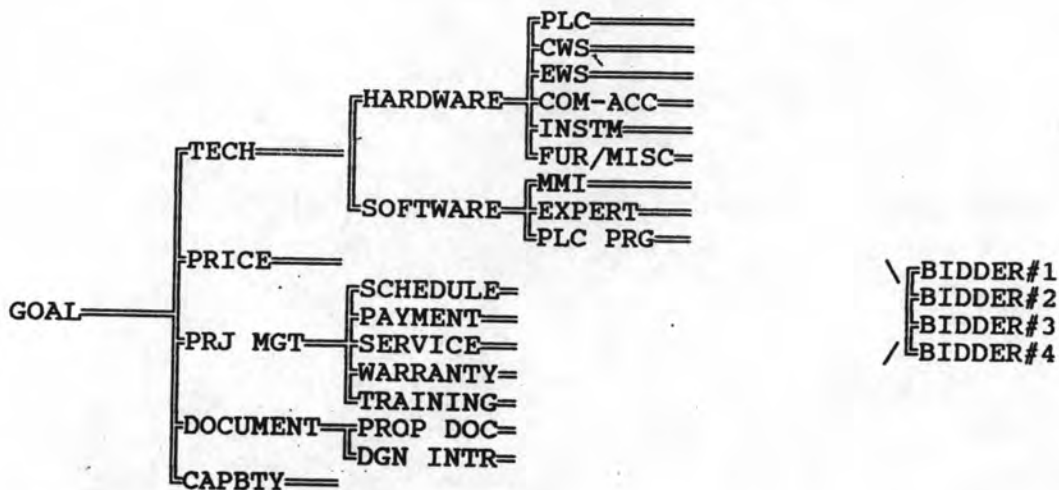 PLC
CWS
EWS
HARDWARE COM-ACC
INSTM
TECH FUR/MISC
MMI
SOFTWARE EXPERT
PLC PRG
PRICE BIDDER#1
SCHEDULE BIDDER#2
GOAL PAYMENT BIDDER#3
PRJ MGT SERVICE BIDDER#4
WARRANTY
TRAINING
DOCUMENT PROP DOC
DGN INTR
CAPBTY